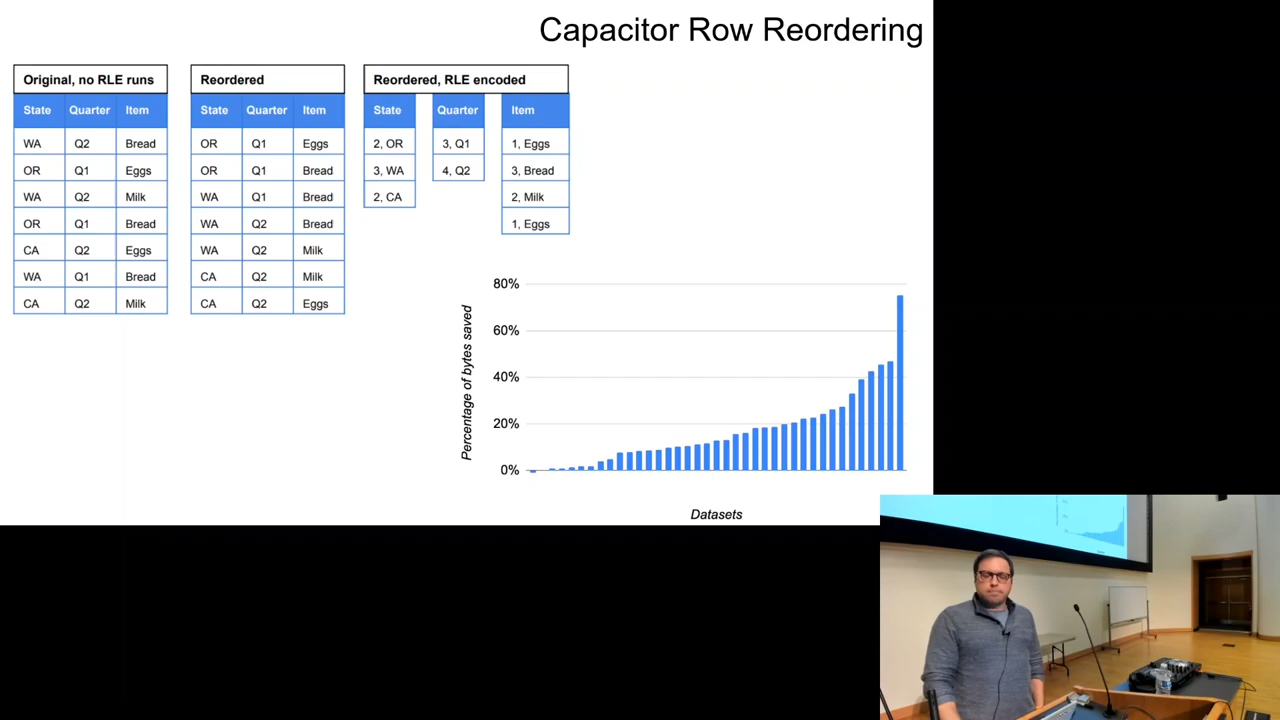 Capacitor Row Reordering
Original, no RLE runs
State Quarter Item
WA Q2 Bread
OR Q1 Eggs
WA Q2 Milk
OR Q1 Bread
CA Q2 Eggs
WA Q1 Bread
CA Q2 Milk
Reordered
State Quarter Item
OR Q1 Eggs
OR Q1 Bread
WA Q1 Bread
WA Q2 Bread
WA Q2 Milk
CA Q2 Milk
CA Q2 Eggs
Reordered, RLE encoded
State Quarter Item
2, OR 3, Q1 1, Eggs
3, WA 4, Q2 3, Bread
2, CA 2, Milk
1, Eggs
Percentage of bytes saved
80%
60%
40%
20%
0%
Datasets